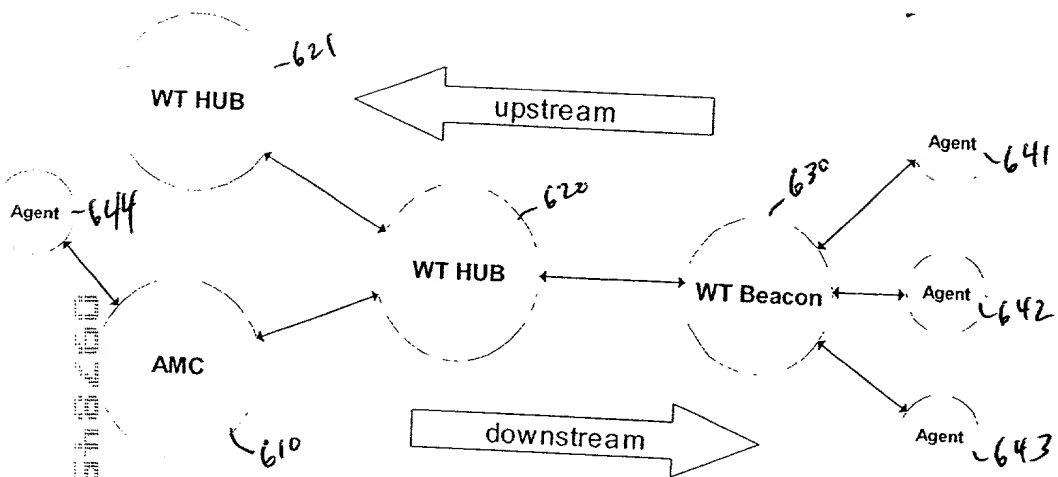 WT HUB
621
upstream
Agent
641
Agent
644
WT HUB
620
630
WT Beacon
Agent
642
AMC
610
downstream
Agent
643